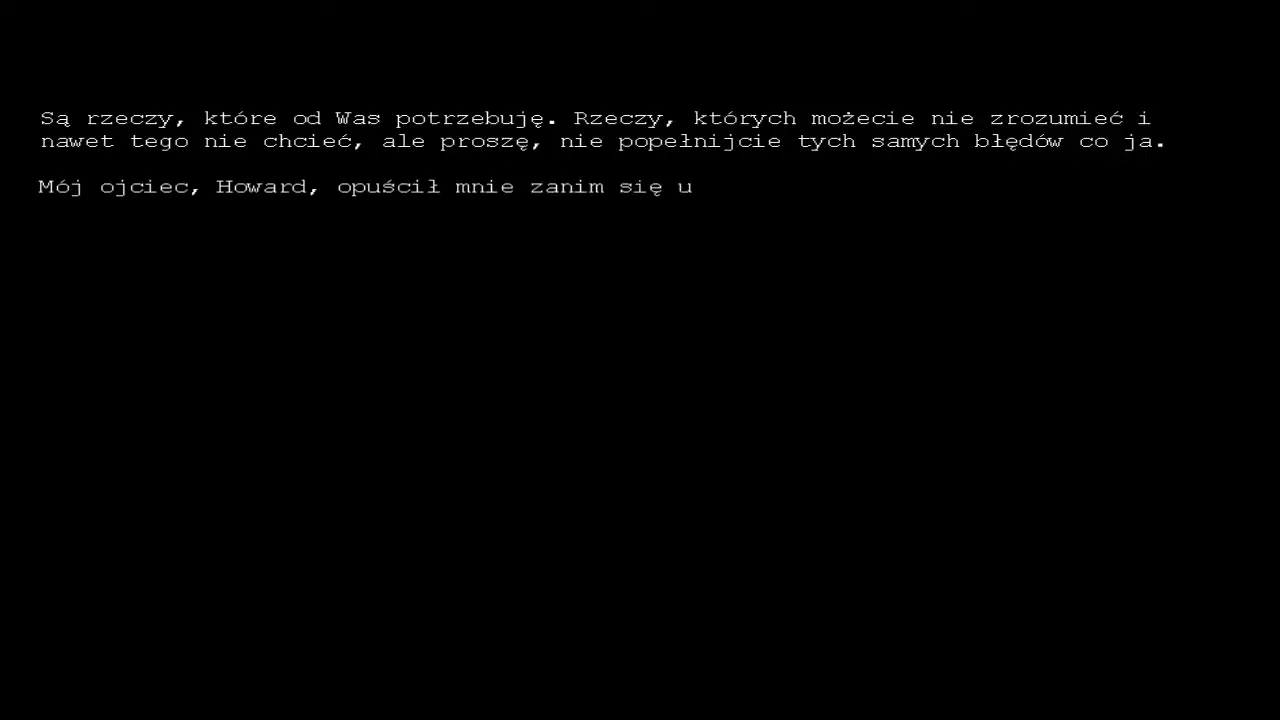 Są rzeczy, które od Was potrzebuję. Rzeczy, których możecie nie zrozumieć i
nawet tego nie chcieć, ale proszę, nie popełnijcie tych samych błędów co ja.
Mój ojciec, Howard, opuścił mnie zanim się u